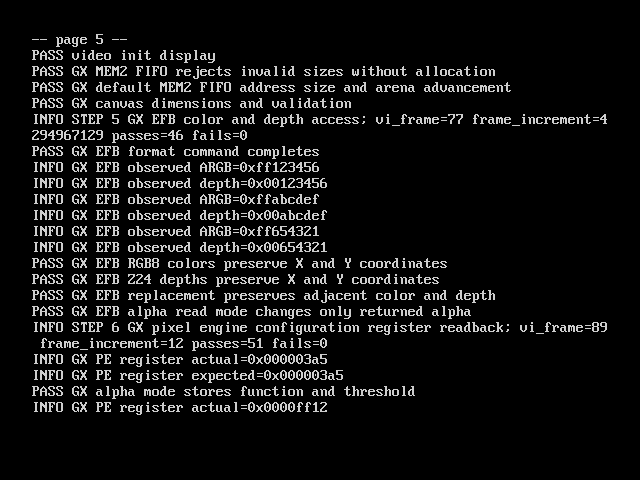 -- page 5 --
PASS video init display
PASS GX MEM2 FIFO rejects invalid sizes without allocation
PASS GX default MEM2 FIFO address size and arena advancement
PASS GX canvas dimensions and validation
INFO STEP 5 GX EFB color and depth access; vi_frame=77 frame_increment=4
294967129 passes=46 fails=0
PASS GX EFB format command completes
INFO GX EFB observed ARGB=0xff123456
INFO GX EFB observed depth=0x00123456
INFO GX EFB observed ARGB=0xffabcdef
INFO GX EFB observed depth=0x00abcdef
INFO GX EFB observed ARGB=0xff654321
INFO GX EFB observed depth=0x00654321
PASS GX EFB RGB8 colors preserve X and Y coordinates
PASS GX EFB Z24 depths preserve X and Y coordinates
PASS GX EFB replacement preserves adjacent color and depth
PASS GX EFB alpha read mode changes only returned alpha
INFO STEP 6 GX pixel engine configuration register readback; vi_frame=89
 frame_increment=12 passes=51 fails=0
INFO GX PE register actual=0x000003a5
INFO GX PE register expected=0x000003a5
PASS GX alpha mode stores function and threshold
INFO GX PE register actual=0x0000ff12